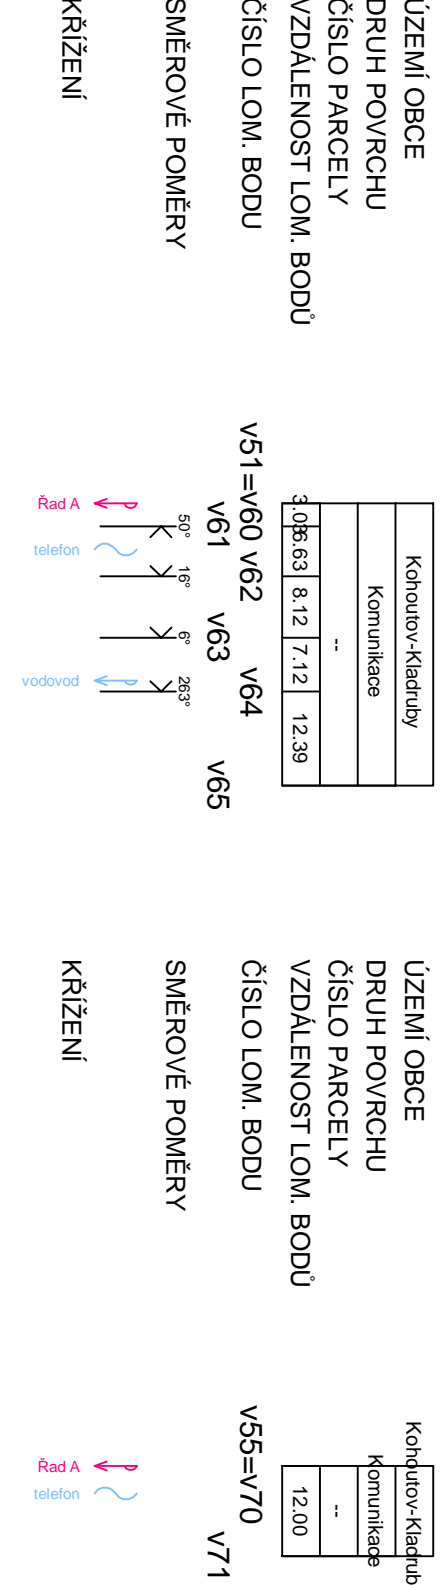 ÚZEMÍ OBCE
DRUH POVRCHU
ČÍSLO PARCELY
VZDÁLENOST LOM. BODŮ
ČÍSLO LOM. BODU
SMĚROVÉ POMĚRY
KŘÍŽENÍ
Kohoutov-Kladruby
Komunikace
--
3.03 6.63 8.12 7.12 12.39
v51=v60 v62 v64
v61 v63 v65
50° 16° 6° 263°
Řad A
telefon
vodovod
ÚZEMÍ OBCE
DRUH POVRCHU
ČÍSLO PARCELY
VZDÁLENOST LOM. BODŮ
ČÍSLO LOM. BODU
SMĚROVÉ POMĚRY
KŘÍŽENÍ
Kohoutov-Kladrub
Komunikace
--
12.00
v55=v70
v71
Řad A
telefon